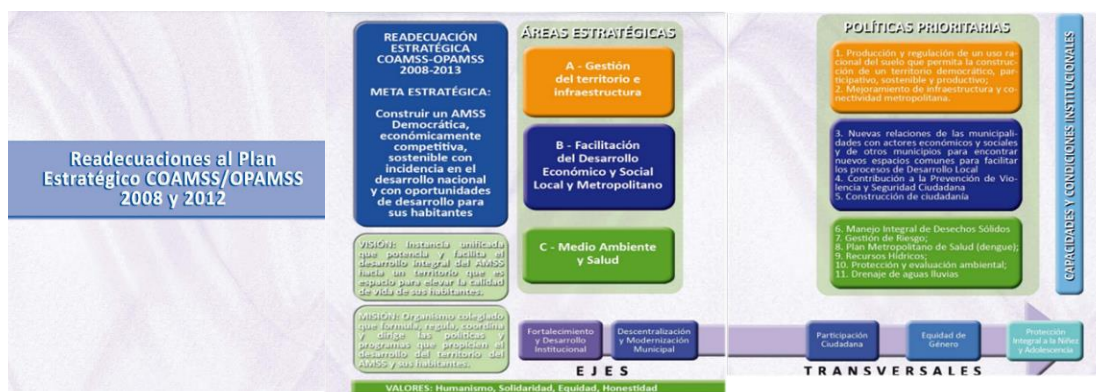 Readecuaciones al Plan
Estratégico COAMSS/OPAMSS
2008 y 2012
READECUACIÓN
ESTRATÉGICA
COAMSS-OPAMSS
2008-2013
META ESTRATÉGICA:
Construir un AMSS
Democrática,
económicamente
competitiva,
sostenible con
incidencia en el
desarrollo nacional
y con oportunidades
de desarrollo para
sus habitantes
VISIÓN: Instancia unificada
que potencia y facilita el
desarrollo integral del AMSS
hacia un territorio que es
espacio para elevar la calidad
de vida de sus habitantes.
MISIÓN: Organismo colegiado
que formula, regula, coordina
y dirige las políticas y
programas que propicien el
desarrollo del territorio del
AMSS y sus habitantes.
ÁREAS ESTRATÉGICAS
A - Gestión
del territorio e
infraestructura
B - Facilitación
del Desarrollo
Económico y Social
Local y Metropolitano
C - Medio Ambiente
y Salud
POLÍTICAS PRIORITARIAS
1. Producción y regulación de un uso ra-
cional del suelo que permita la construc-
ción de un territorio democrático, par-
ticipativo, sostenible y productivo;
2. Mejoramiento de infraestructura y co-
nectividad metropolitana.
3. Nuevas relaciones de las municipali-
dades con actores económicos y sociales
y de otros municipios para encontrar
nuevos espacios comunes para facilitar
los procesos de Desarrollo Local
4. Contribución a la Prevención de Vio-
lencia y Seguridad Ciudadana
5. Construcción de ciudadanía
6. Manejo Integral de Desechos Sólidos
7. Gestión de Riesgo;
8. Plan Metropolitano de Salud (dengue);
9. Recursos Hídricos;
10. Protección y evaluación ambiental;
11. Drenaje de aguas lluvias
CAPACIDADES Y CONDICIONES INSTITUCIONALES
Fortalecimiento
y Desarrollo
Institucional
Descentralización
y Modernización
Municipal
Participación
Ciudadana
Equidad de
Género
Protección
Integral a la Niñez
y Adolescencia
EJES TRANSVERSALES
VALORES: Humanismo, Solidaridad, Equidad, Honestidad